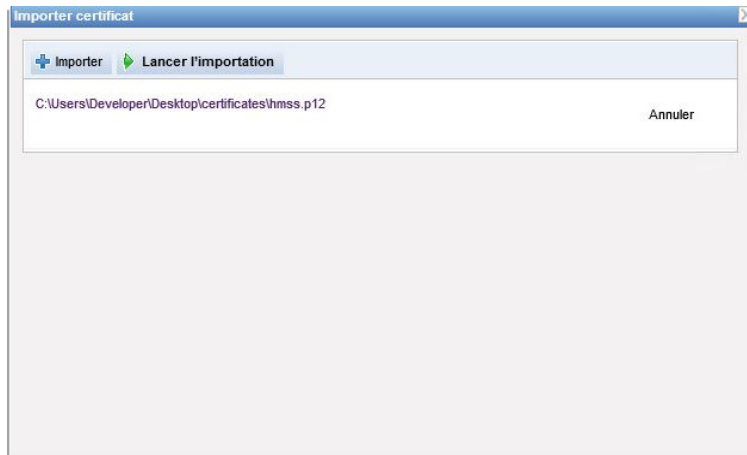 Importer certificat
Importer Lancer l'importation
C:\Users\Developer\Desktop\certificates\hmss.p12
Annuler